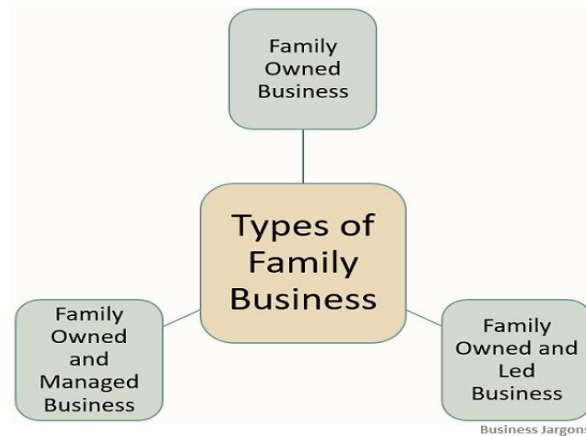 Family
Owned
Business
Types of
Family
Business
Family
Owned
and
Managed
Business
Family
Owned and
Led
Business
Business Jargons